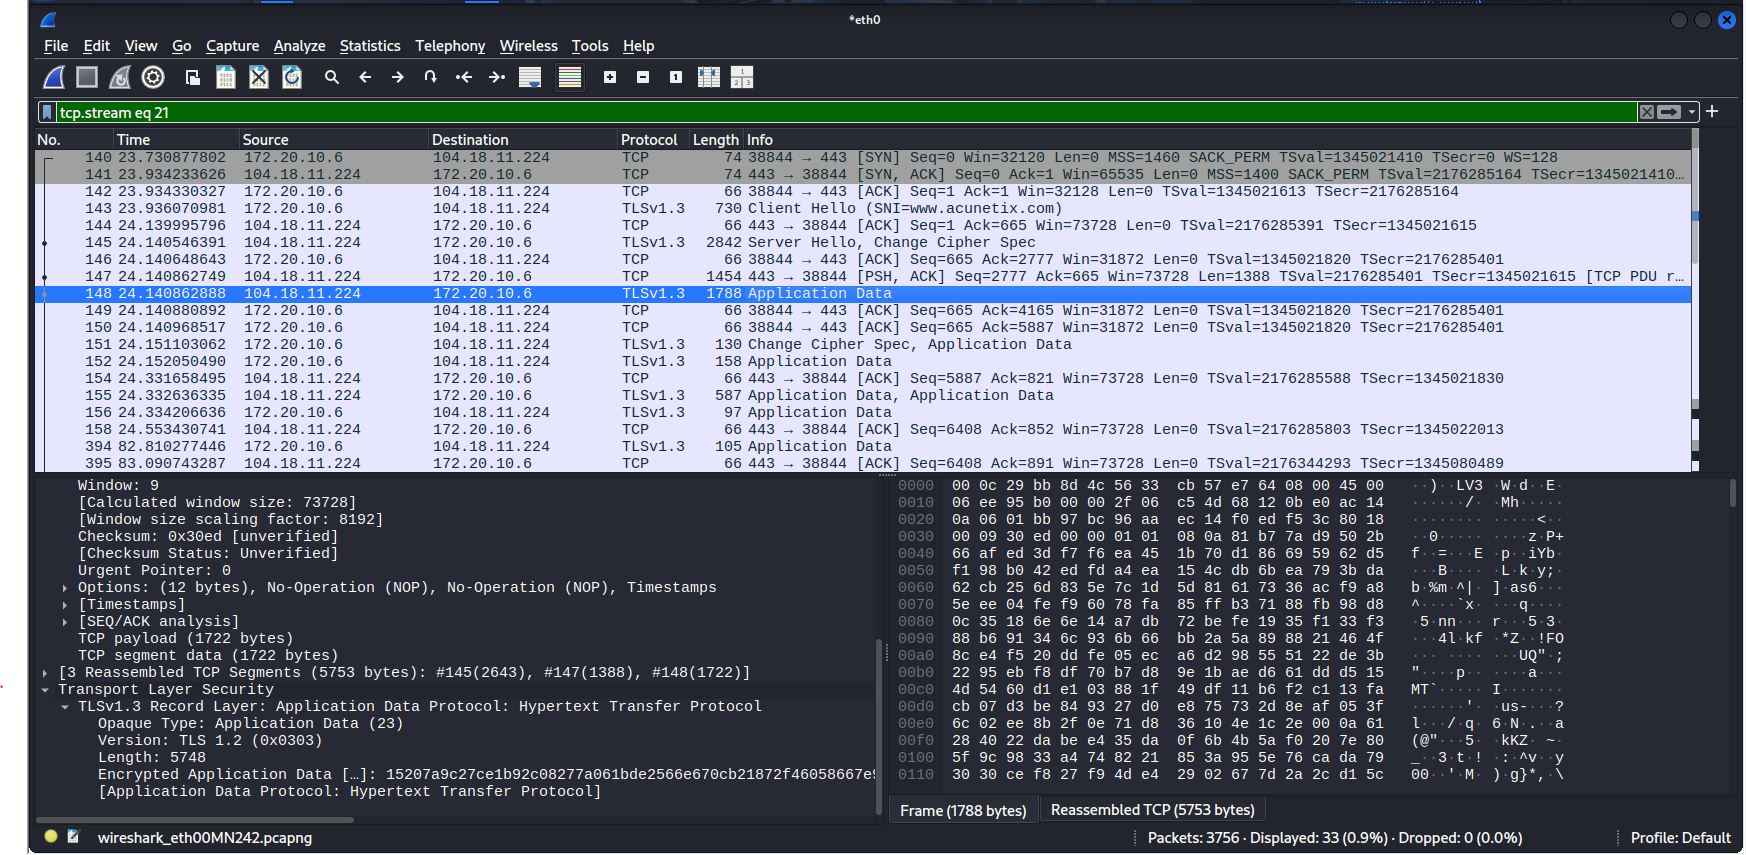 *eth0
File Edit View Go Capture Analyze Statistics Telephony Wireless Tools Help
tcp.stream eq 21
No. Time Source Destination Protocol Length Info
140 23.730877802 172.20.10.6 104.18.11.224 TCP 74 38844 → 443 [SYN] Seq=0 Win=32120 Len=0 MSS=1460 SACK_PERM TSval=1345021410 TSecr=0 WS=128
141 23.934233626 104.18.11.224 172.20.10.6 TCP 74 443 → 38844 [SYN, ACK] Seq=0 Ack=1 Win=65535 Len=0 MSS=1400 SACK_PERM TSval=2176285164 TSecr=1345021410…
142 23.934330327 172.20.10.6 104.18.11.224 TCP 66 38844 → 443 [ACK] Seq=1 Ack=1 Win=32128 Len=0 TSval=1345021613 TSecr=2176285164
143 23.936070981 172.20.10.6 104.18.11.224 TLSv1.3 730 Client Hello (SNI=www.acunetix.com)
144 24.139995796 104.18.11.224 172.20.10.6 TCP 66 443 → 38844 [ACK] Seq=1 Ack=665 Win=73728 Len=0 TSval=2176285391 TSecr=1345021615
145 24.140546391 104.18.11.224 172.20.10.6 TLSv1.3 2842 Server Hello, Change Cipher Spec
146 24.140648643 172.20.10.6 104.18.11.224 TCP 66 38844 → 443 [ACK] Seq=665 Ack=2777 Win=31872 Len=0 TSval=1345021820 TSecr=2176285401
147 24.140862749 104.18.11.224 172.20.10.6 TCP 1454 443 → 38844 [PSH, ACK] Seq=2777 Ack=665 Win=73728 Len=1388 TSval=2176285401 TSecr=1345021615 [TCP PDU r…
148 24.140862888 104.18.11.224 172.20.10.6 TLSv1.3 1788 Application Data
149 24.140880892 172.20.10.6 104.18.11.224 TCP 66 38844 → 443 [ACK] Seq=665 Ack=4165 Win=31872 Len=0 TSval=1345021820 TSecr=2176285401
150 24.140968517 172.20.10.6 104.18.11.224 TCP 66 38844 → 443 [ACK] Seq=665 Ack=5887 Win=31872 Len=0 TSval=1345021820 TSecr=2176285401
151 24.151103062 172.20.10.6 104.18.11.224 TLSv1.3 130 Change Cipher Spec, Application Data
152 24.152050490 172.20.10.6 104.18.11.224 TLSv1.3 158 Application Data
154 24.331658495 104.18.11.224 172.20.10.6 TCP 66 443 → 38844 [ACK] Seq=5887 Ack=821 Win=73728 Len=0 TSval=2176285588 TSecr=1345021830
155 24.332636335 104.18.11.224 172.20.10.6 TLSv1.3 587 Application Data, Application Data
156 24.334206636 172.20.10.6 104.18.11.224 TLSv1.3 97 Application Data
158 24.553430741 104.18.11.224 172.20.10.6 TCP 66 443 → 38844 [ACK] Seq=6408 Ack=852 Win=73728 Len=0 TSval=2176285803 TSecr=1345022013
394 82.810277446 172.20.10.6 104.18.11.224 TLSv1.3 105 Application Data
395 83.090743287 104.18.11.224 172.20.10.6 TCP 66 443 → 38844 [ACK] Seq=6408 Ack=891 Win=73728 Len=0 TSval=2176344293 TSecr=1345080489
Window: 9
[Calculated window size: 73728]
[Window size scaling factor: 8192]
Checksum: 0x30ed [unverified]
[Checksum Status: Unverified]
Urgent Pointer: 0
Options: (12 bytes), No-Operation (NOP), No-Operation (NOP), Timestamps
[Timestamps]
[SEQ/ACK analysis]
TCP payload (1722 bytes)
TCP segment data (1722 bytes)
[3 Reassembled TCP Segments (5753 bytes): #145(2643), #147(1388), #148(1722)]
Transport Layer Security
TLSv1.3 Record Layer: Application Data Protocol: Hypertext Transfer Protocol
Opaque Type: Application Data (23)
Version: TLS 1.2 (0x0303)
Length: 5748
Encrypted Application Data […]: 15207a9c27ce1b92c08277a061bde2566e670cb21872f46058667e9
[Application Data Protocol: Hypertext Transfer Protocol]
0000 00 0c 29 bb 8d 4c 56 33 cb 57 e7 64 08 00 45 00 ··)··LV3 ·W·d··E·
0010 06 ee 95 b0 00 00 2f 06 c5 4d 68 12 0b e0 ac 14 ······/· ·Mh·····
0020 0a 06 01 bb 97 bc 96 aa ec 14 f0 ed f5 3c 80 18 ········ ·····<··
0030 00 09 30 ed 00 00 01 01 08 0a 81 b7 7a d9 50 2b ··0····· ····z·P+
0040 66 af ed 3d f7 f6 ea 45 1b 70 d1 86 69 59 62 d5 f··=···E ·p··iYb·
0050 f1 98 b0 42 ed fd a4 ea 15 4c db 6b ea 79 3b da ···B···· ·L·k·y;·
0060 62 cb 25 6d 83 5e 7c 1d 5d 81 61 73 36 ac f9 a8 b·%m·^|· ]·as6···
0070 5e ee 04 fe f9 60 78 fa 85 ff b3 71 88 fb 98 d8 ^····`x· ···q····
0080 0c 35 18 6e 6e 14 a7 db 72 be fe 19 35 f1 33 f3 ·5·nn··· r···5·3·
0090 88 b6 91 34 6c 93 6b 66 bb 2a 5a 89 88 21 46 4f ···4l·kf ·*Z··!FO
00a0 8c e4 f5 20 dd fe 05 ec a6 d2 98 55 51 22 de 3b ··· ···· ···UQ"·;
00b0 22 95 eb f8 df 70 b7 d8 9e 1b ae d6 61 dd d5 15 "····p·· ····a···
00c0 4d 54 60 d1 e1 03 88 1f 49 df 11 b6 f2 c1 13 fa MT`····· I·······
cb 07 d3 be 84 93 27 d0 e8 75 73 2d 8e af 05 3f ······'· ·us-···?
00e0 6c 02 ee 8b 2f 0e 71 d8 36 10 4e 1c 2e 00 0a 61 l···/·q· 6·N·.··a
00f0 28 40 22 da be e4 35 da 0f 6b 4b 5a f0 20 7e 80 (@"···5· ·kKZ· ~·
0100 5f 9c 98 33 a4 74 82 21 85 3a 95 5e 76 ca da 79 _··3·t·! ·:·^v··y
0110 30 30 ce f8 27 f9 4d e4 29 02 67 7d 2a 2c d1 5c 00··'·M· )·g}*,·\
Frame (1788 bytes) Reassembled TCP (5753 bytes)
wireshark_eth00MN242.pcapng Packets: 3756 · Displayed: 33 (0.9%) · Dropped: 0 (0.0%) Profile: Default